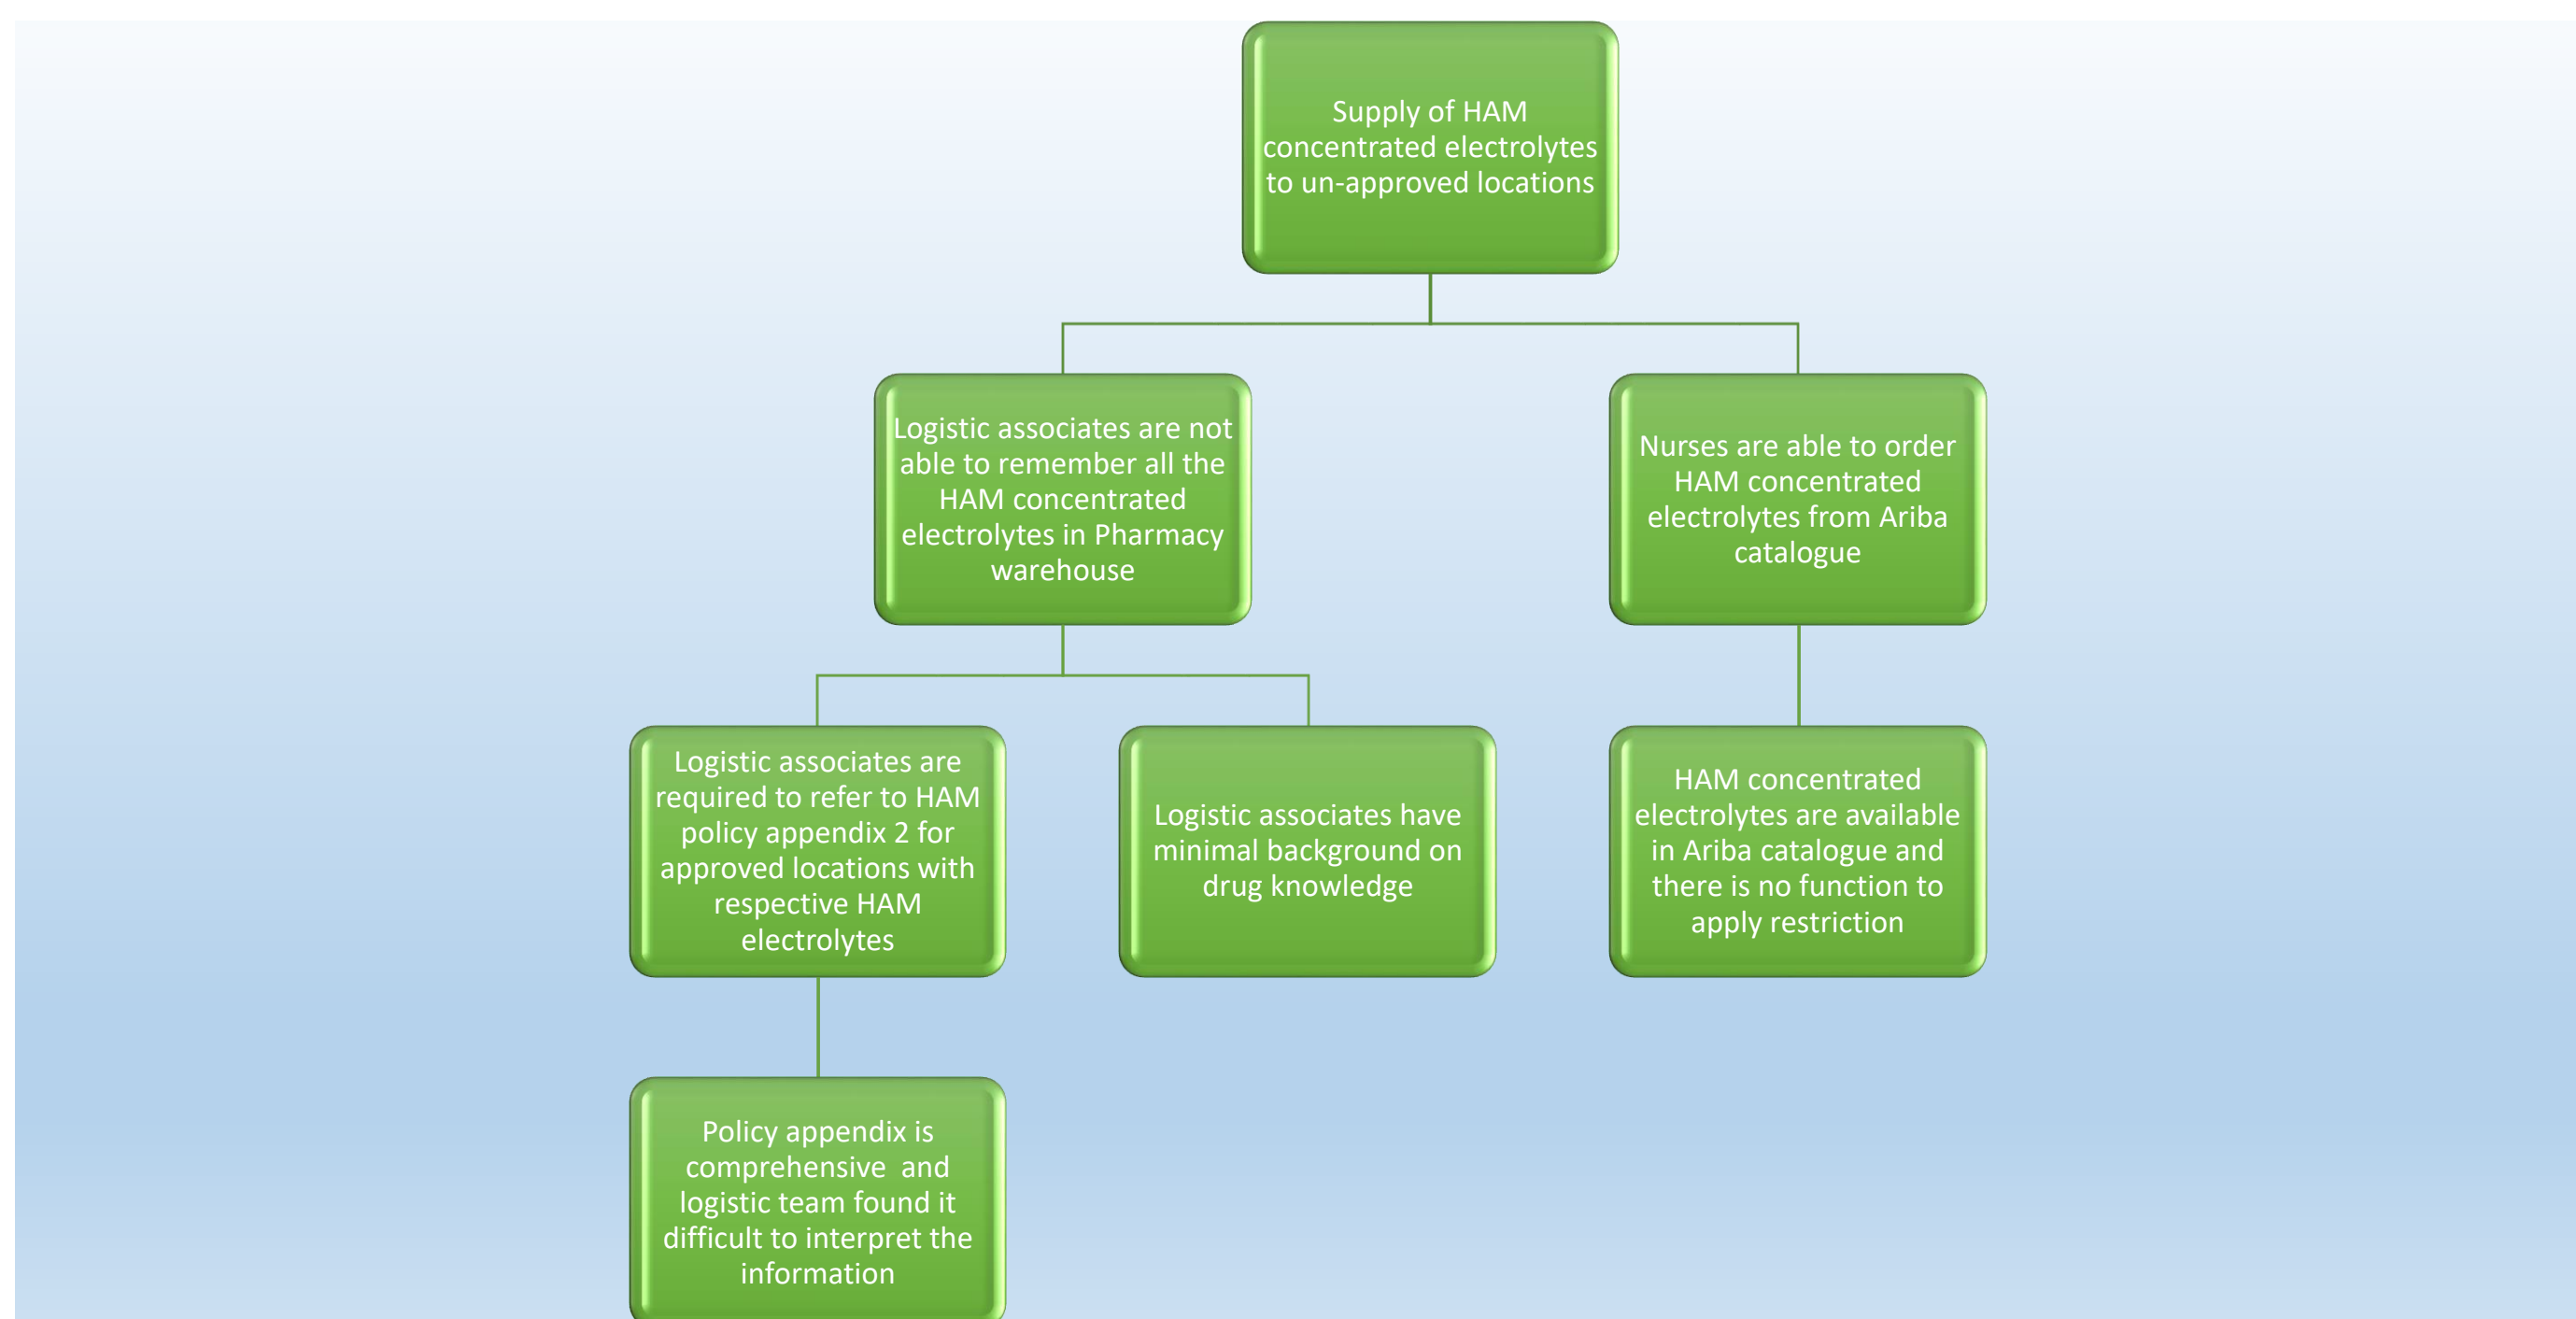 Supply of HAM
concentrated electrolytes
to un-approved locations
Logistic associates are not
able to remember all the
HAM concentrated
electrolytes in Pharmacy
warehouse
Nurses are able to order
HAM concentrated
electrolytes from Ariba
catalogue
Logistic associates are
required to refer to HAM
policy appendix 2 for
approved locations with
respective HAM
electrolytes
Logistic associates have
minimal background on
drug knowledge
HAM concentrated
electrolytes are available
in Ariba catalogue and
there is no function to
apply restriction
Policy appendix is
comprehensive  and
logistic team found it
difficult to interpret the
information